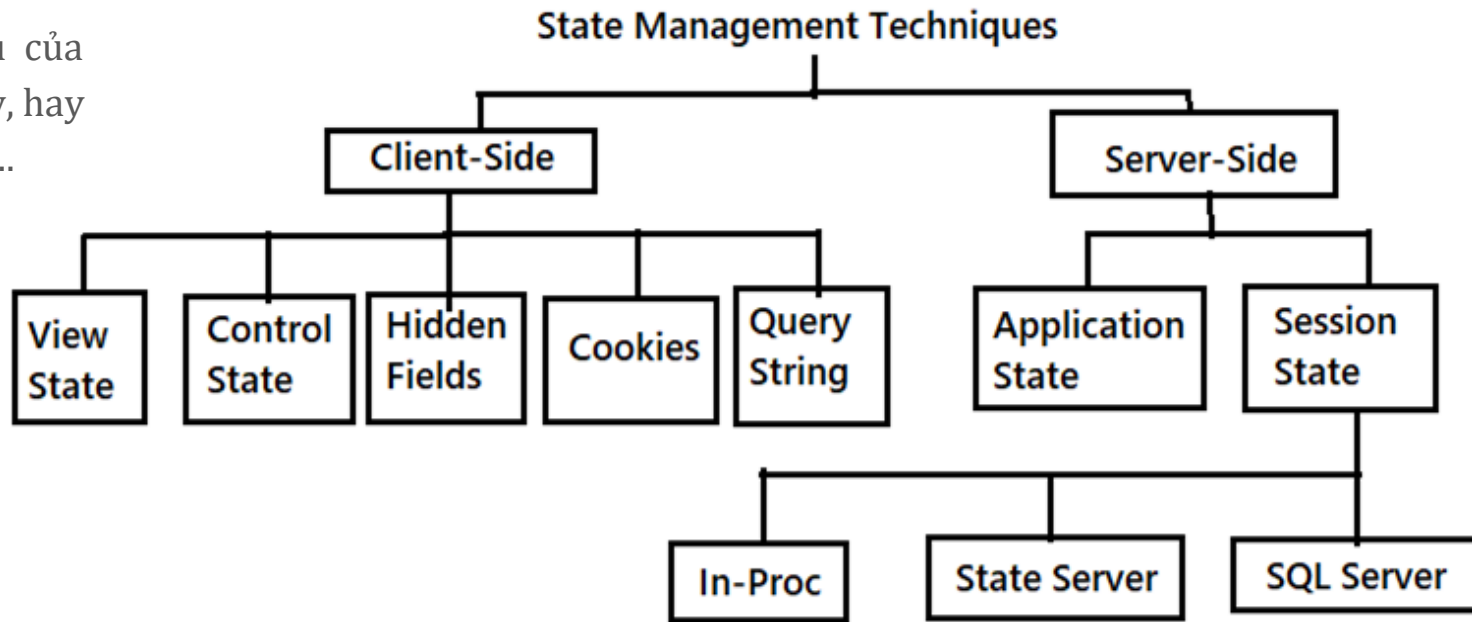 State Management Techniques
của
hay
..
Client-Side
Server-Side
View
State
Control
State
Hidden
Fields
Cookies
Query
String
Application
State
Session
State
In-Proc
State Server
SQL Server